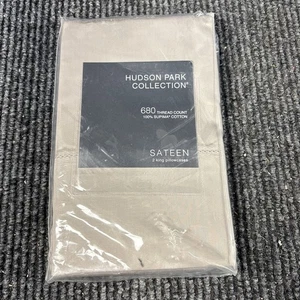 HUDSON PARK
COLLECTION®
680 THREAD COUNT
100% SUPIMA® COTTON
SATEEN
2 king pillowcases